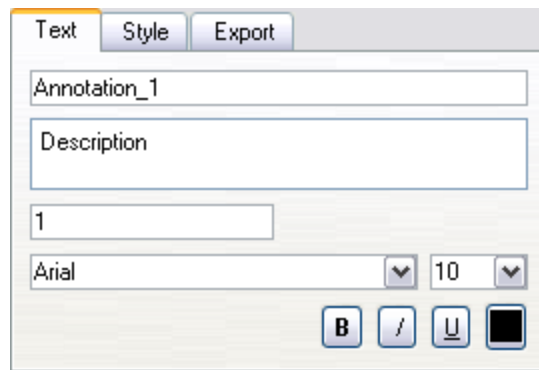 Text Style Export
Annotation_1
Description
1
Arial 10
B I U